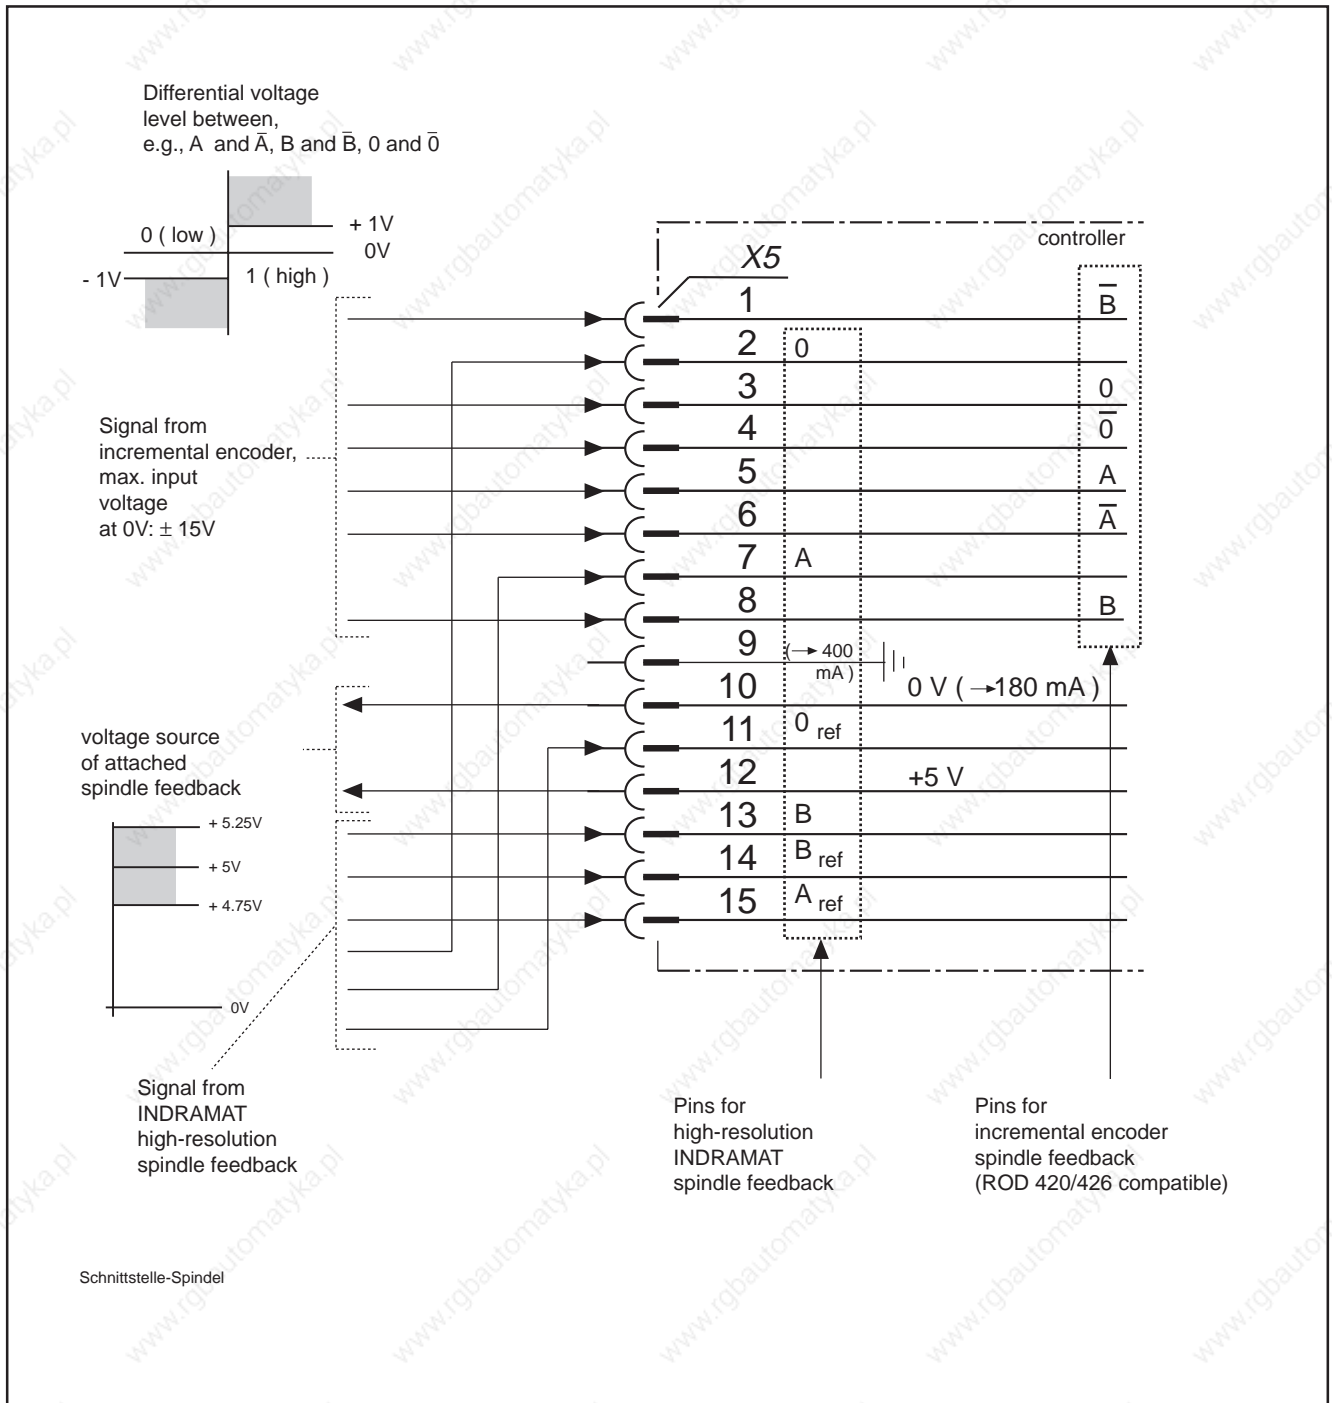 Differential voltage
level between,
e.g., A and A̅, B and B̅, 0 and 0̅
+ 1V
0 ( low )
0V
- 1V
1 ( high )
controller
X5
1 B̅
2 0
3 0
4 0̅
5 A
6 A̅
7 A
8 B
9 (→ 400
mA )
10 0 V ( →180 mA )
11 0 ref
12 +5 V
13 B
14 B ref
15 A ref
Signal from
incremental encoder,
max. input
voltage
at 0V: ± 15V
voltage source
of attached
spindle feedback
+ 5.25V
+ 5V
+ 4.75V
0V
Signal from
INDRAMAT
high-resolution
spindle feedback
Pins for
high-resolution
INDRAMAT
spindle feedback
Pins for
incremental encoder
spindle feedback
(ROD 420/426 compatible)
Schnittstelle-Spindel
www.rgbautomatyka.pl